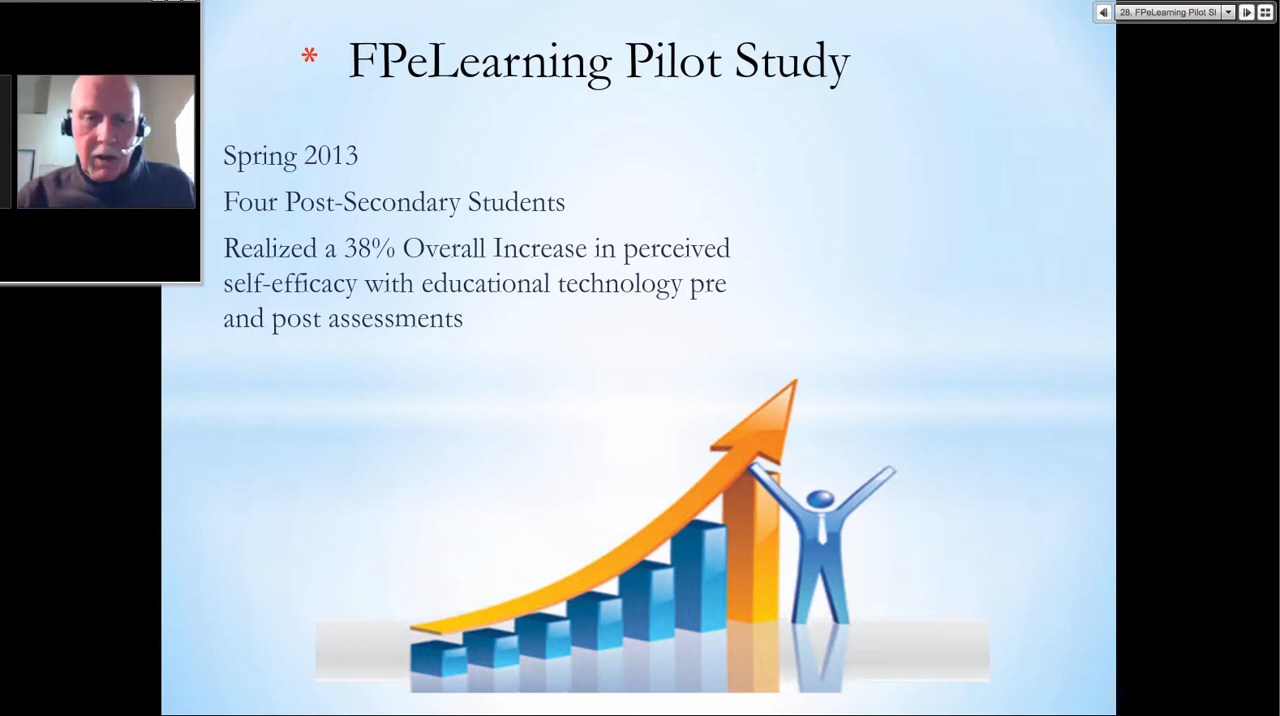 28. FPeLearning Pilot St
* FPeLearning Pilot Study
Spring 2013
Four Post-Secondary Students
Realized a 38% Overall Increase in perceived
self-efficacy with educational technology pre
and post assessments